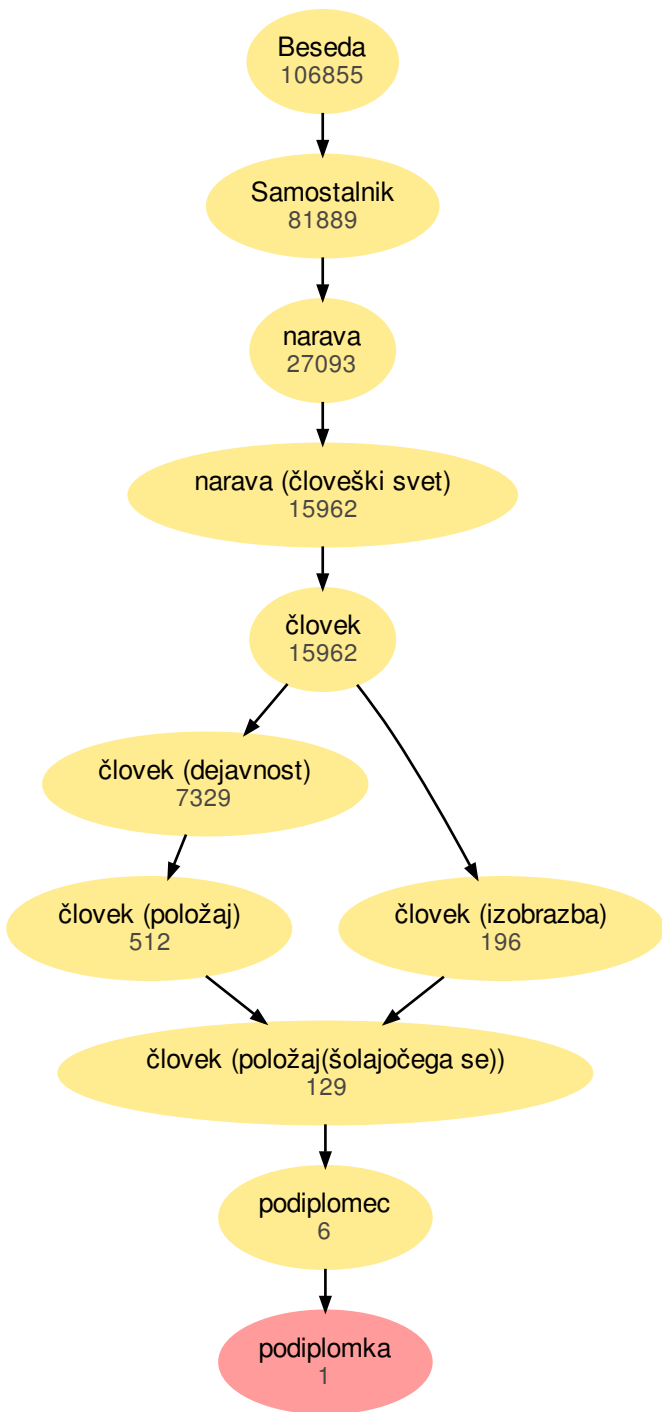 Beseda
106855
Samostalnik
81889
narava
27093
narava (človeški svet)
15962
človek
15962
človek (dejavnost)
7329
človek (položaj)
512
človek (izobrazba)
196
človek (položaj(šolajočega se))
129
podiplomec
6
podiplomka
1